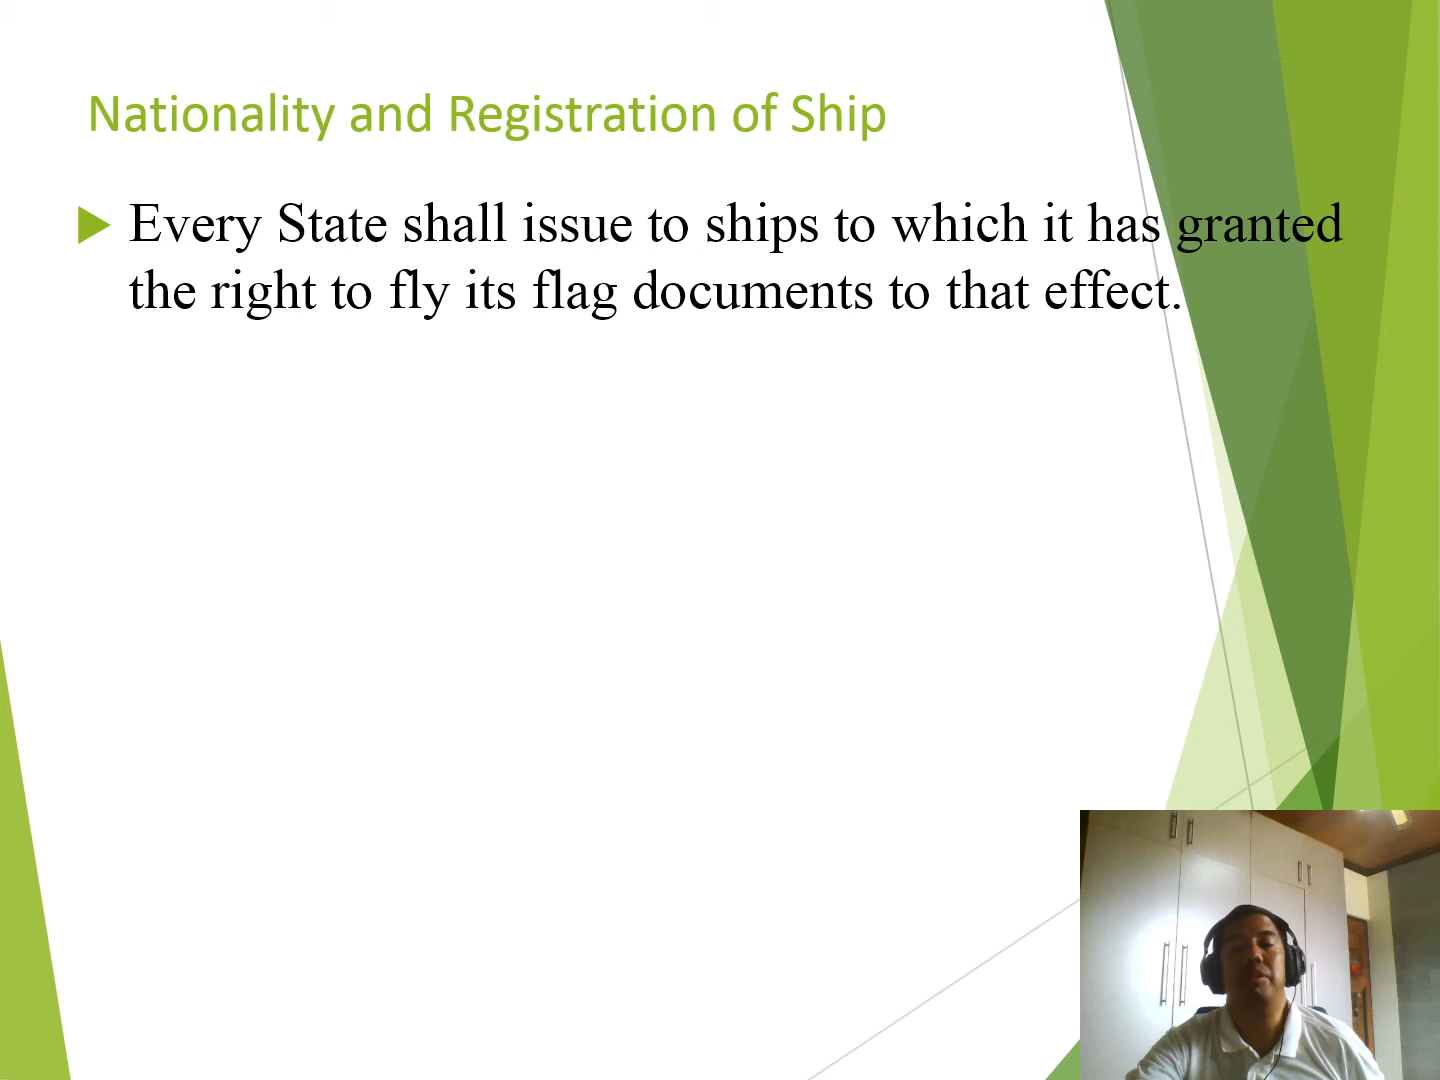 Nationality and Registration of Ship
Every State shall issue to ships to which it has granted
the right to fly its flag documents to that effect.